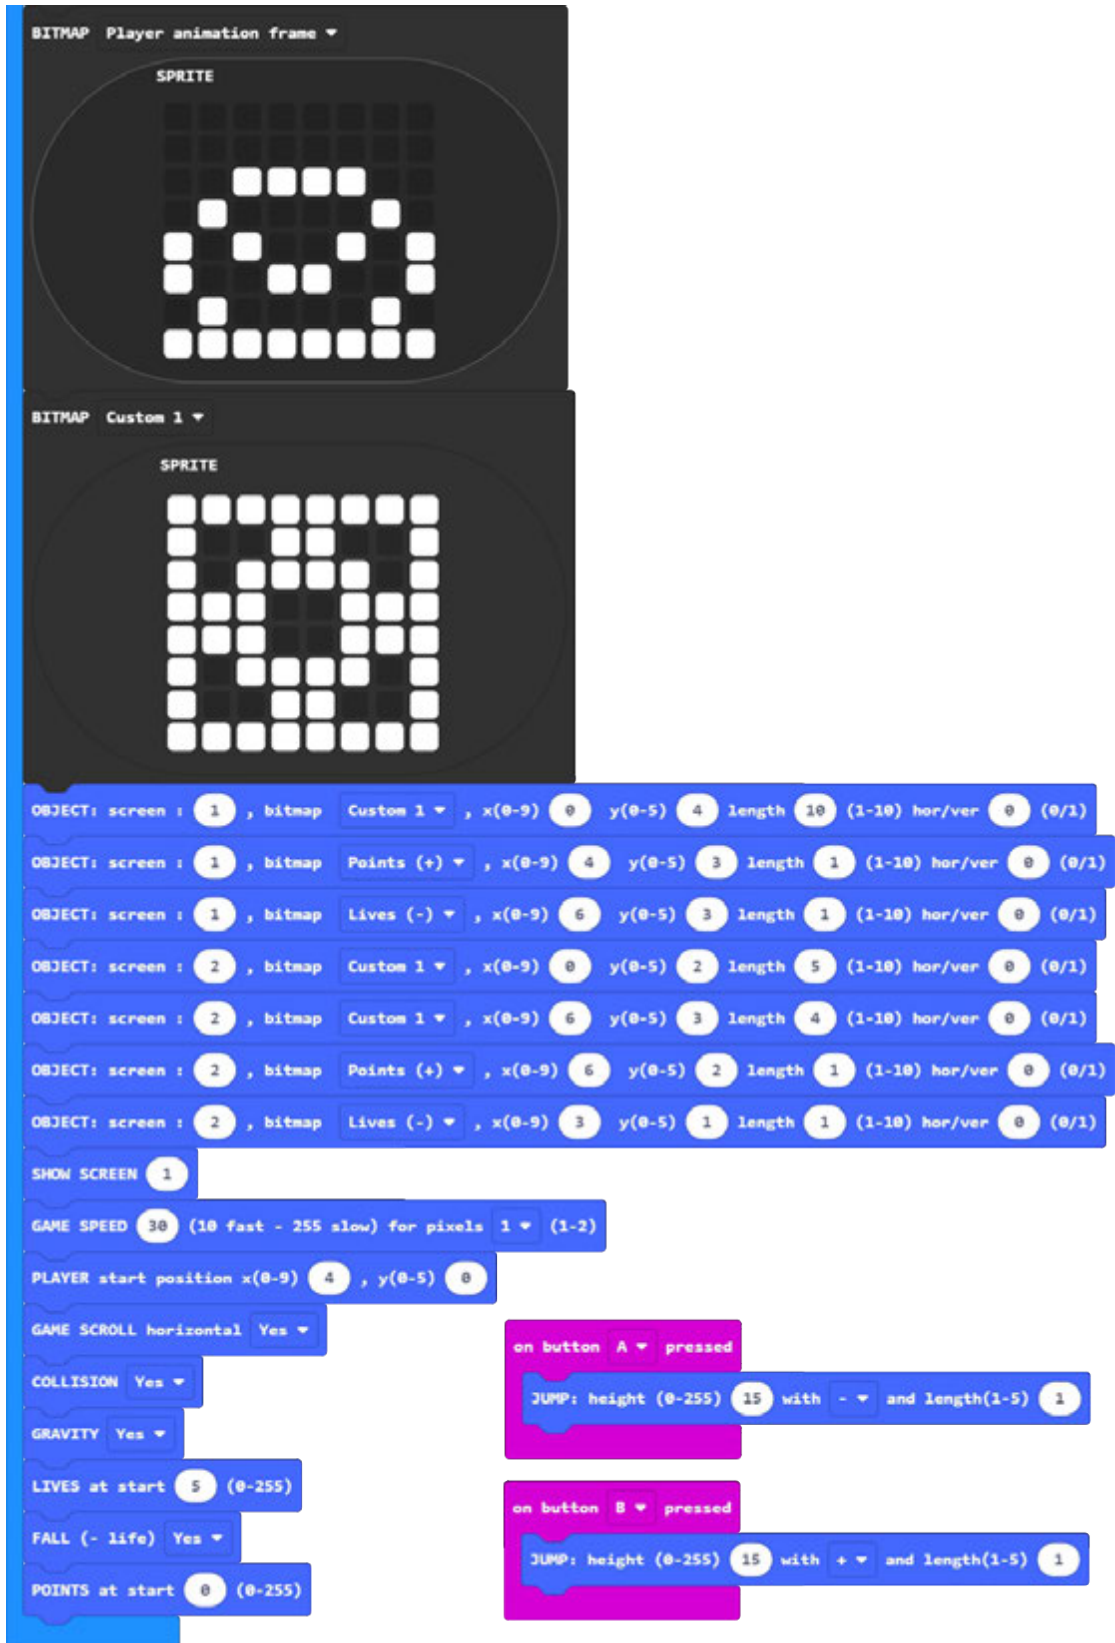 BITMAP Player animation frame
SPRITE
BITMAP Custom 1
SPRITE
OBJECT: screen : 1 , bitmap Custom 1 , x(0-9) 0 y(0-5) 4 length 10 (1-10) hor/ver 0 (0/1)
OBJECT: screen : 1 , bitmap Points (+) , x(0-9) 4 y(0-5) 3 length 1 (1-10) hor/ver 0 (0/1)
OBJECT: screen : 1 , bitmap Lives (-) , x(0-9) 6 y(0-5) 3 length 1 (1-10) hor/ver 0 (0/1)
OBJECT: screen : 2 , bitmap Custom 1 , x(0-9) 0 y(0-5) 2 length 5 (1-10) hor/ver 0 (0/1)
OBJECT: screen : 2 , bitmap Custom 1 , x(0-9) 6 y(0-5) 3 length 4 (1-10) hor/ver 0 (0/1)
OBJECT: screen : 2 , bitmap Points (+) , x(0-9) 6 y(0-5) 2 length 1 (1-10) hor/ver 0 (0/1)
OBJECT: screen : 2 , bitmap Lives (-) , x(0-9) 3 y(0-5) 1 length 1 (1-10) hor/ver 0 (0/1)
SHOW SCREEN 1
GAME SPEED 30 (10 fast - 255 slow) for pixels 1 (1-2)
PLAYER start position x(0-9) 4 , y(0-5) 0
GAME SCROLL horizontal Yes
COLLISION Yes
GRAVITY Yes
LIVES at start 5 (0-255)
FALL (- life) Yes
POINTS at start 0 (0-255)
on button A pressed
JUMP: height (0-255) 15 with - and length(1-5) 1
on button B pressed
JUMP: height (0-255) 15 with + and length(1-5) 1